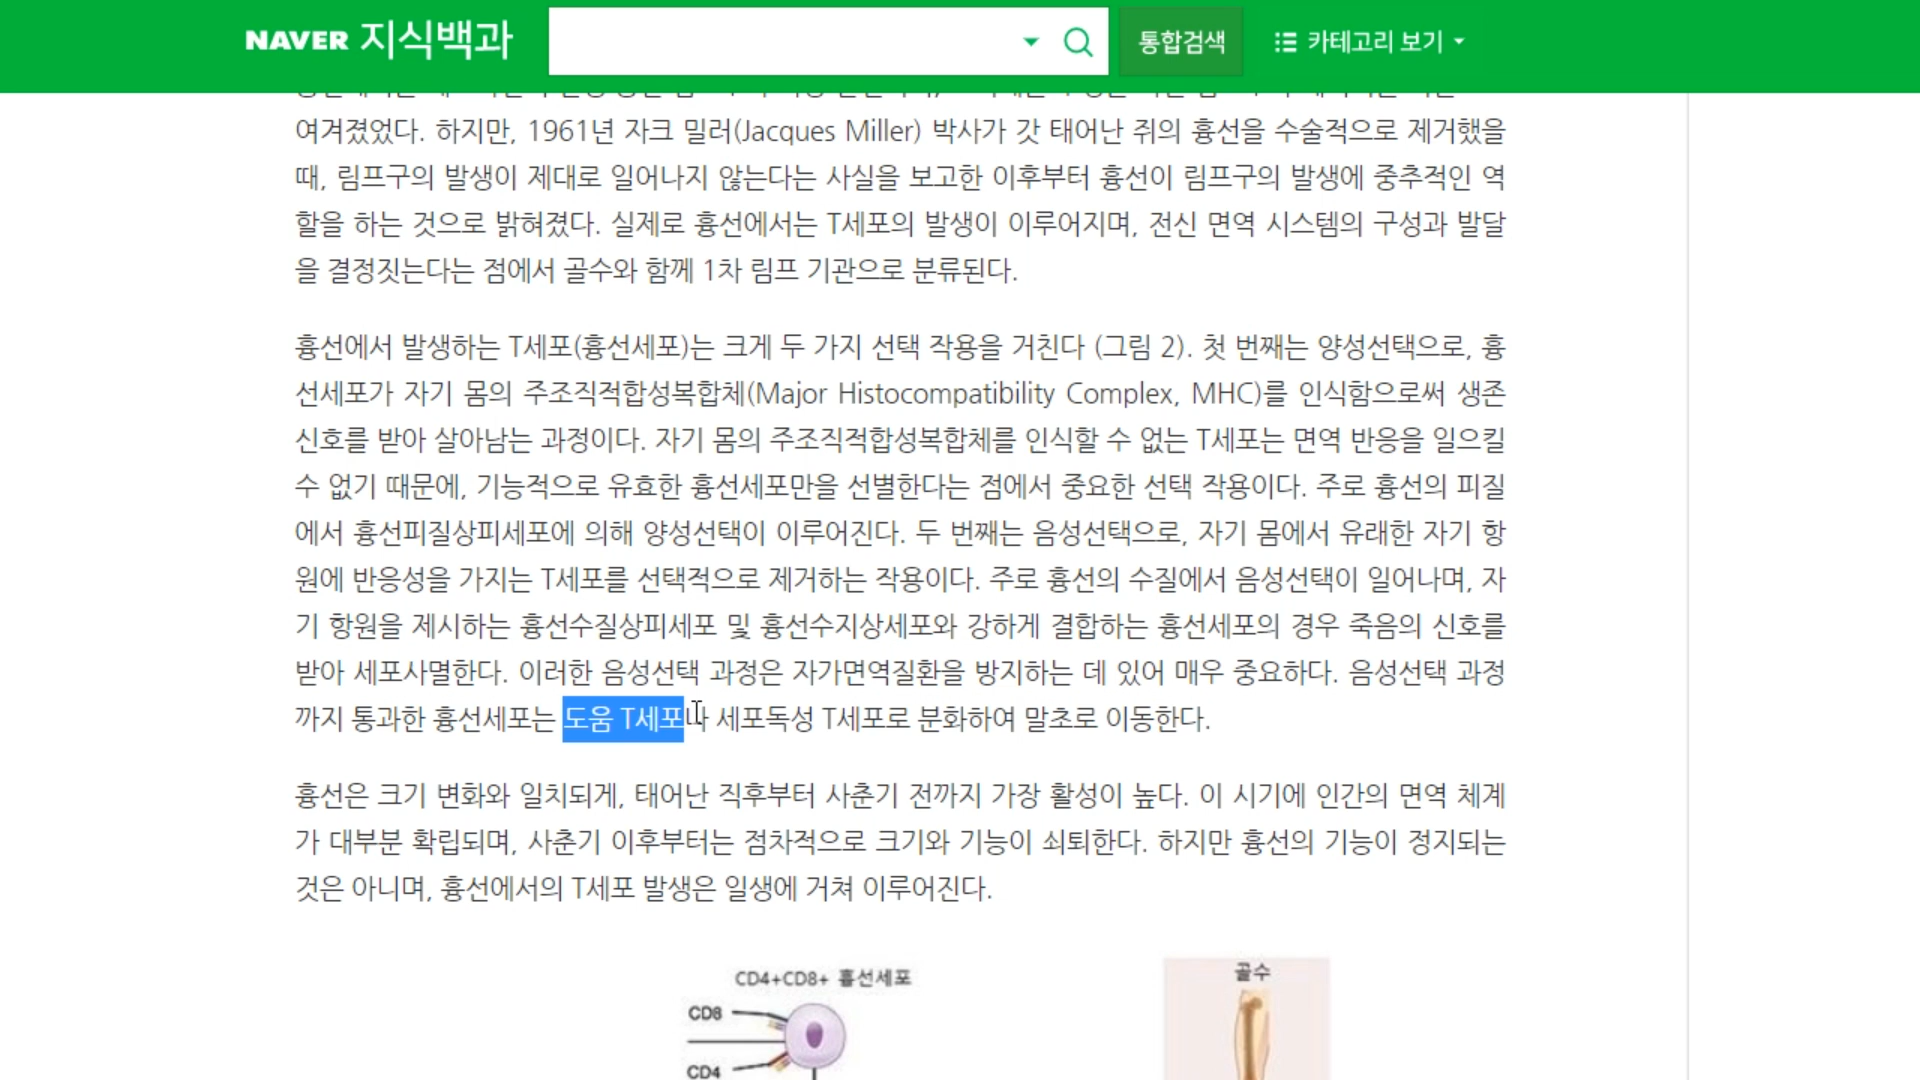 NAVER 지식백과
통합검색
카테고리 보기
여겨졌었다. 하지만, 1961년 자크 밀러(Jacques Miller) 박사가 갓 태어난 쥐의 흉선을 수술적으로 제거했을
때, 림프구의 발생이 제대로 일어나지 않는다는 사실을 보고한 이후부터 흉선이 림프구의 발생에 중추적인 역
할을 하는 것으로 밝혀졌다. 실제로 흉선에서는 T세포의 발생이 이루어지며, 전신 면역 시스템의 구성과 발달
을 결정짓는다는 점에서 골수와 함께 1차 림프 기관으로 분류된다.
흉선에서 발생하는 T세포(흉선세포)는 크게 두 가지 선택 작용을 거친다 (그림 2). 첫 번째는 양성선택으로, 흉
선세포가 자기 몸의 주조직적합성복합체(Major Histocompatibility Complex, MHC)를 인식함으로써 생존
신호를 받아 살아남는 과정이다. 자기 몸의 주조직적합성복합체를 인식할 수 없는 T세포는 면역 반응을 일으킬
수 없기 때문에, 기능적으로 유효한 흉선세포만을 선별한다는 점에서 중요한 선택 작용이다. 주로 흉선의 피질
에서 흉선피질상피세포에 의해 양성선택이 이루어진다. 두 번째는 음성선택으로, 자기 몸에서 유래한 자기 항
원에 반응성을 가지는 T세포를 선택적으로 제거하는 작용이다. 주로 흉선의 수질에서 음성선택이 일어나며, 자
기 항원을 제시하는 흉선수질상피세포 및 흉선수지상세포와 강하게 결합하는 흉선세포의 경우 죽음의 신호를
받아 세포사멸한다. 이러한 음성선택 과정은 자가면역질환을 방지하는 데 있어 매우 중요하다. 음성선택 과정
까지 통과한 흉선세포는 도움 T세포나 세포독성 T세포로 분화하여 말초로 이동한다.
흉선은 크기 변화와 일치되게, 태어난 직후부터 사춘기 전까지 가장 활성이 높다. 이 시기에 인간의 면역 체계
가 대부분 확립되며, 사춘기 이후부터는 점차적으로 크기와 기능이 쇠퇴한다. 하지만 흉선의 기능이 정지되는
것은 아니며, 흉선에서의 T세포 발생은 일생에 거쳐 이루어진다.
CD4+CD8+ 흉선세포
골수
CD8
CD4